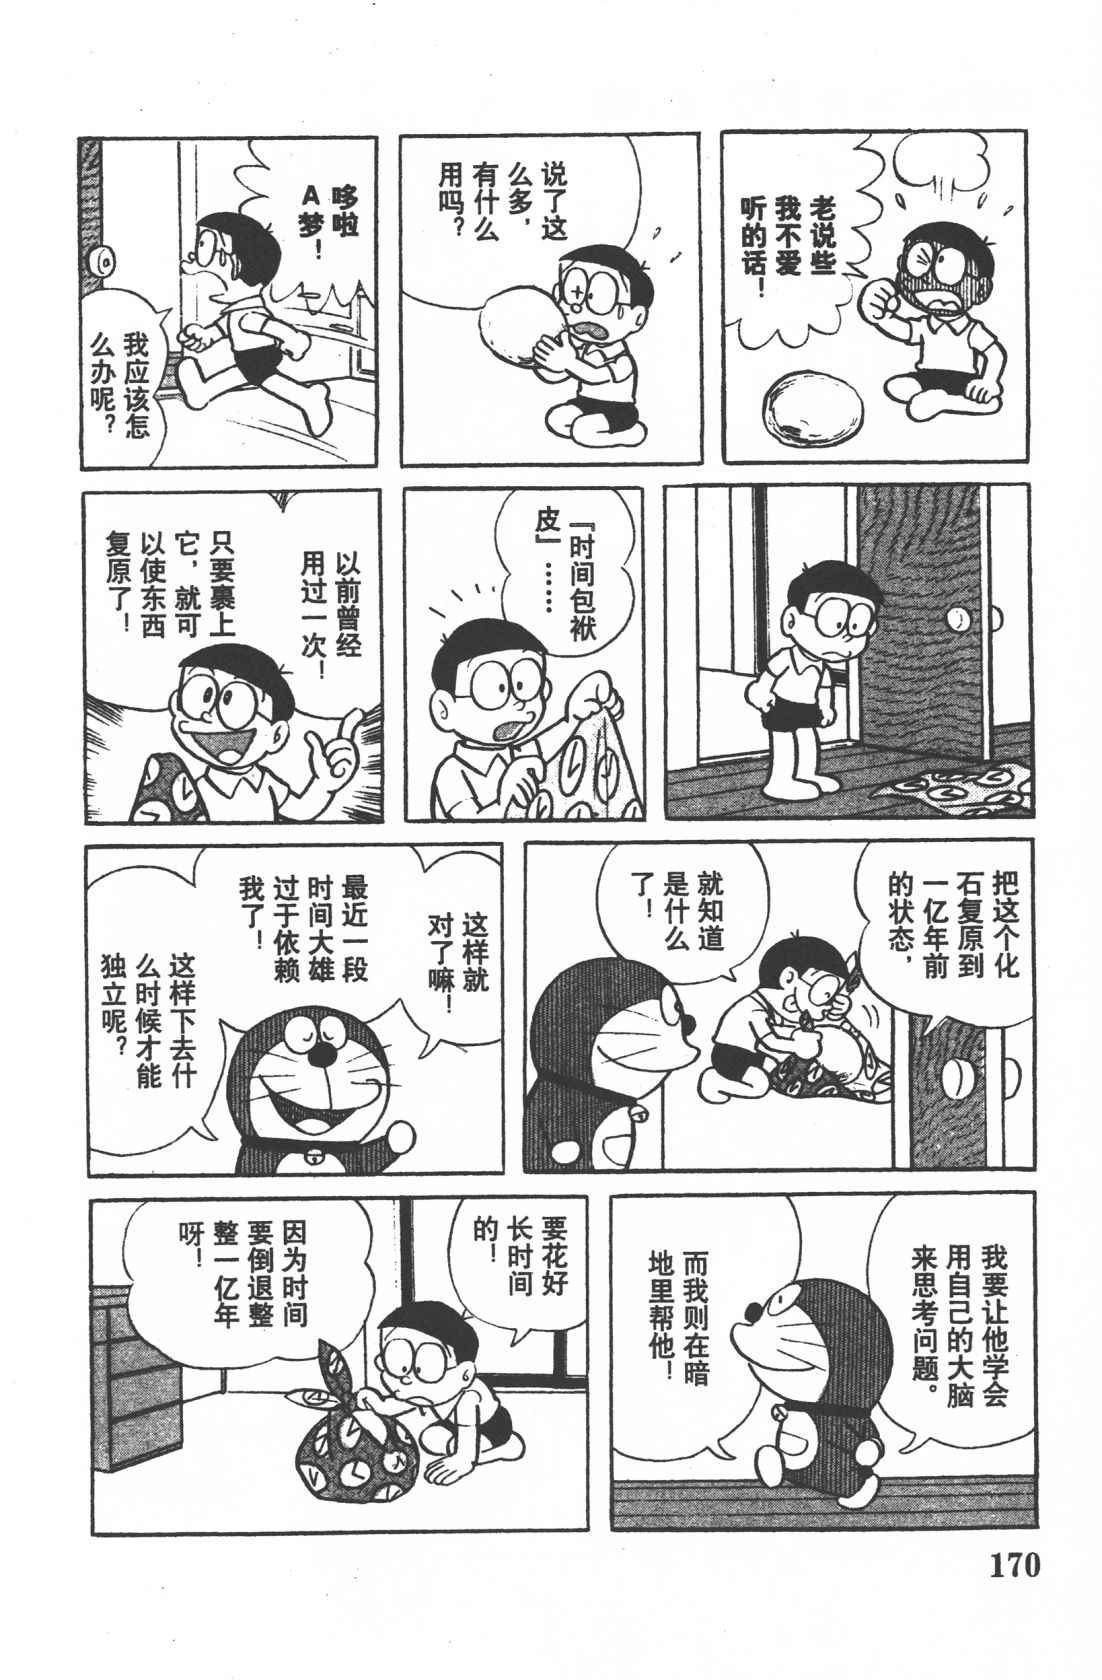 老说些
我不爱
听的话！
说了这
么多，
有什么
用吗？
哆啦
A梦！
我应该怎
么办呢？
『时间包袱
皮』……
以前曾经
用过一次！
只要裹上
它，就可
以使东西
复原了！
把这个化
石复原到
一亿年前
的状态，
就知道
是什么
了！
这样就
对了嘛！
最近一段
时间大雄
过于依赖
我了！
这样下去什
么时候才能
独立呢？
我要让他学会
用自己的大脑
来思考问题。
而我则在暗
地里帮他！
要花好
长时间
的！
因为时间
要倒退整
整一亿年
呀！
170